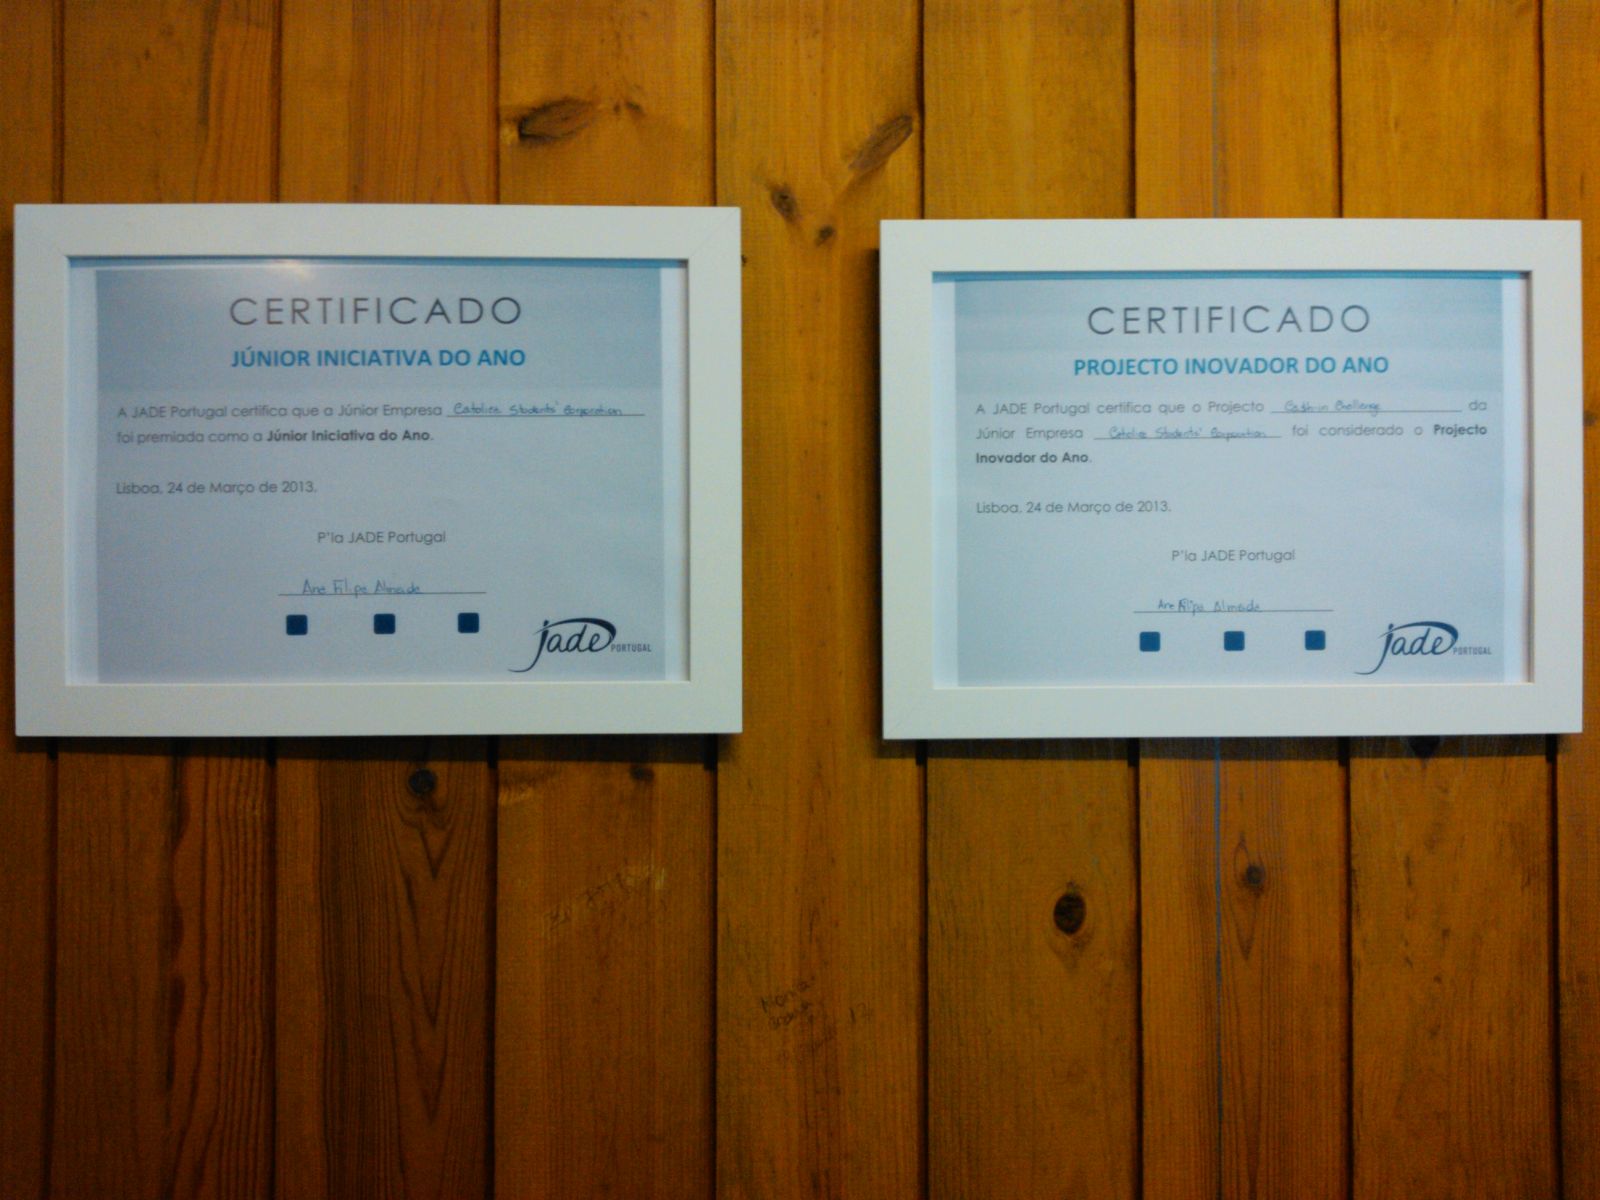 CERTIFICADO
JÚNIOR INICIATIVA DO ANO
A JADE Portugal certifica que a Júnior Empresa Católica Students' Corporation
foi premiada como a Júnior Iniciativa do Ano.
Lisboa, 24 de Março de 2013.
P'la JADE Portugal
Ana Filipa Almeida
jade PORTUGAL
CERTIFICADO
PROJECTO INOVADOR DO ANO
A JADE Portugal certifica que o Projecto Cash-in Challenge da
Júnior Empresa Católica Students' Corporation foi considerado o Projecto
Inovador do Ano.
Lisboa, 24 de Março de 2013.
P'la JADE Portugal
Ana Filipa Almeida
jade PORTUGAL